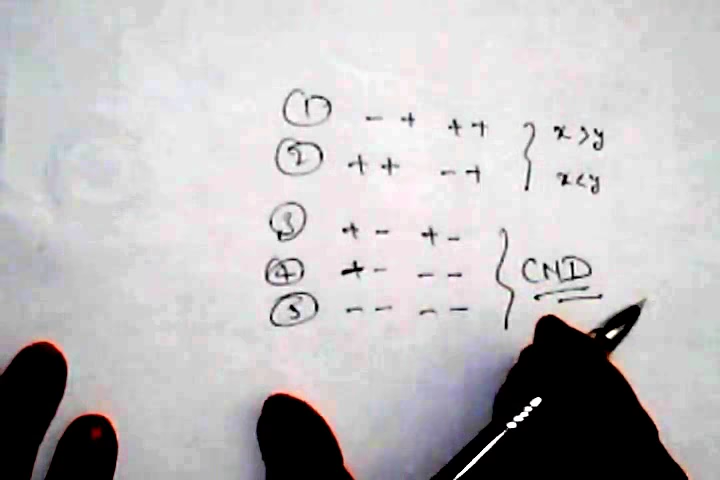 ① - + + + } x > y
② + + - + x < y
③ + - + -
④ + - - - } CND
⑤ - - - -